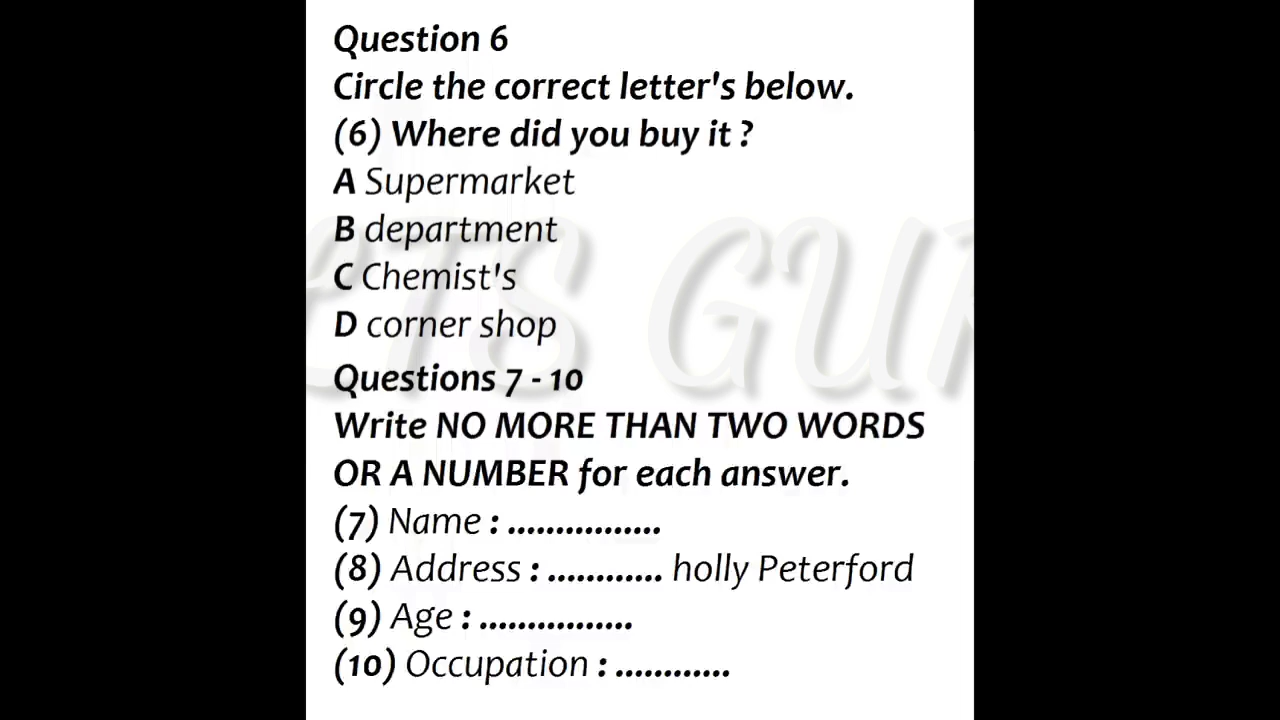 Question 6
Circle the correct letter's below.
(6) Where did you buy it ?
A Supermarket
B department
C Chemist's
D corner shop
Questions 7 - 10
Write NO MORE THAN TWO WORDS
OR A NUMBER for each answer.
(7) Name : ................
(8) Address : ............ holly Peterford
(9) Age : ................
(10) Occupation : ............